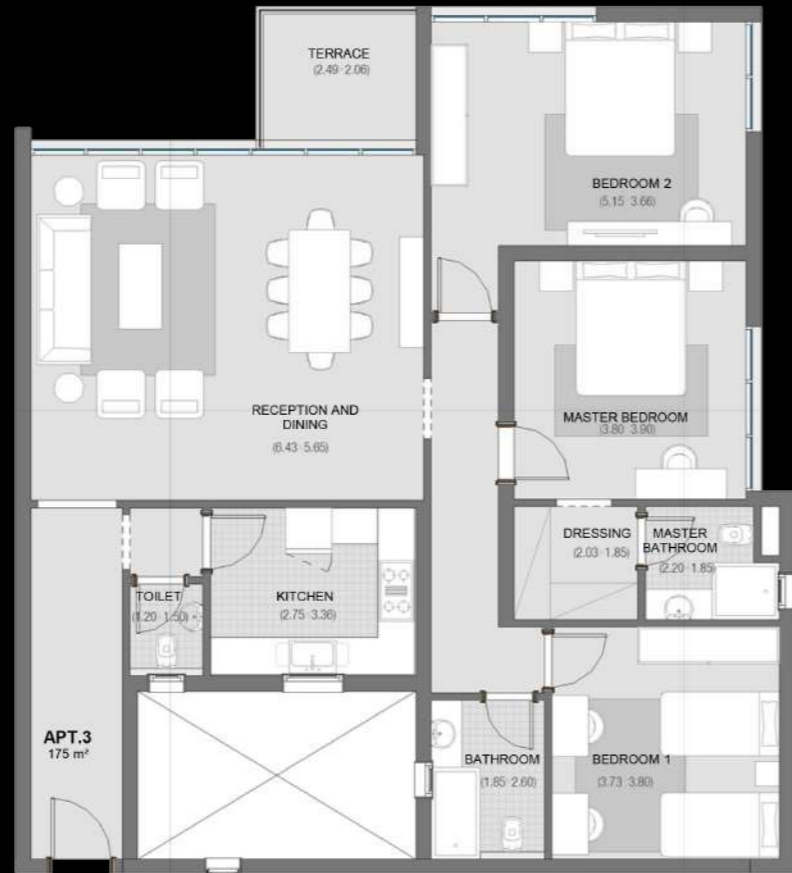 TERRACE
(2.49 2.06)
BEDROOM 2
(5.15 3.66)
RECEPTION AND
DINING
(6.43 5.65)
MASTER BEDROOM
(3.80 3.90)
DRESSING
(2.03 1.85)
MASTER
BATHROOM
(2.20 1.85)
TOILET
(1.20 1.50)
KITCHEN
(2.75 3.36)
APT.3
175 m²
BATHROOM
(1.85 2.60)
BEDROOM 1
(3.73 3.80)